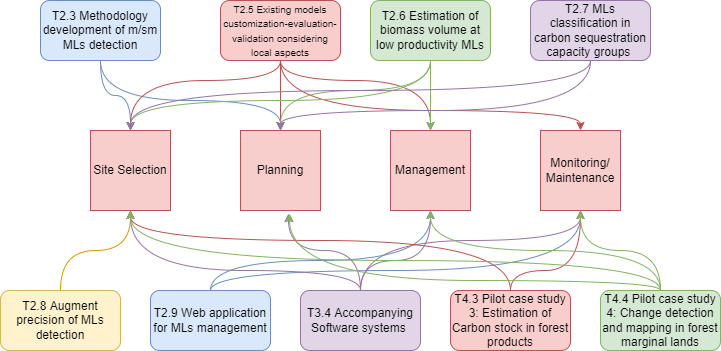 T2.3 Methodology
development of m/sm
MLs detection
T2.5 Existing models
customization-evaluation-
validation considering
local aspects
T2.6 Estimation of
biomass volume at
low productivity MLs
T2.7 MLs
classification in
carbon sequestration
capacity groups
Site Selection
Planning
Management
Monitoring/
Maintenance
T2.8 Augment
precision of MLs
detection
T2.9 Web application
for MLs management
T3.4 Accompanying
Software systems
T4.3 Pilot case study
3: Estimation of
Carbon stock in forest
products
T4.4 Pilot case study
4: Change detection
and mapping in forest
marginal lands